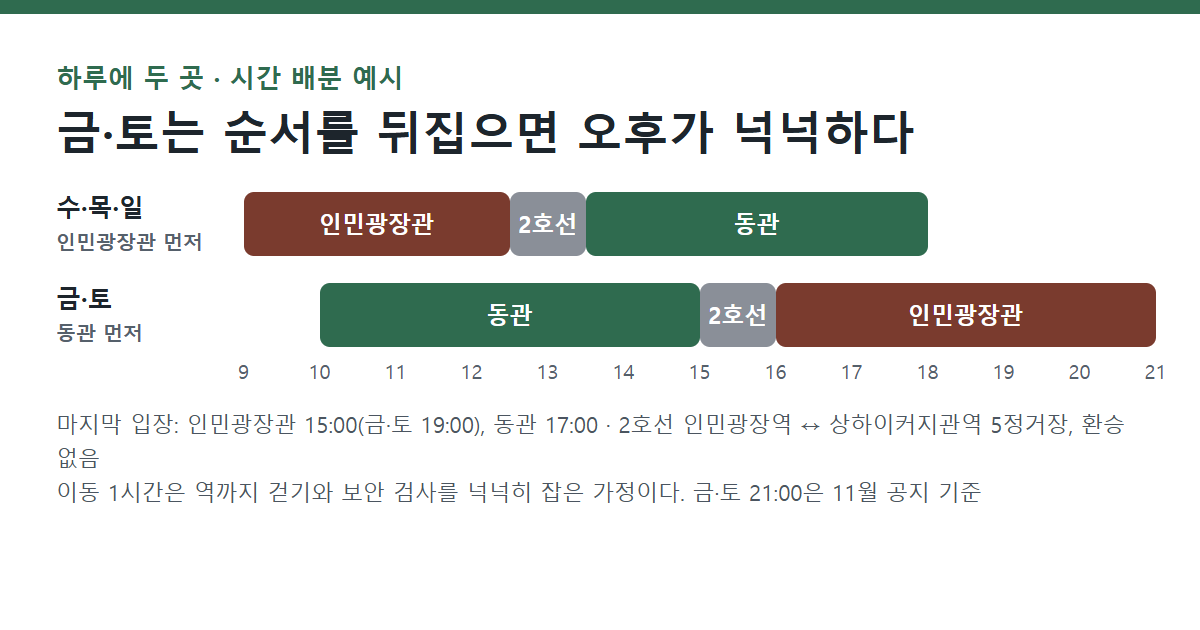 하루에 두 곳 · 시간 배분 예시
금·토는 순서를 뒤집으면 오후가 넉넉하다
수·목·일
인민광장관 먼저
인민광장관
2호선
동관
금·토
동관 먼저
동관
2호선
인민광장관
9 10 11 12 13 14 15 16 17 18 19 20 21
마지막 입장: 인민광장관 15:00(금·토 19:00), 동관 17:00 · 2호선 인민광장역 ↔ 상하이커지관역 5정거장, 환승
없음
이동 1시간은 역까지 걷기와 보안 검사를 넉넉히 잡은 가정이다. 금·토 21:00은 11월 공지 기준